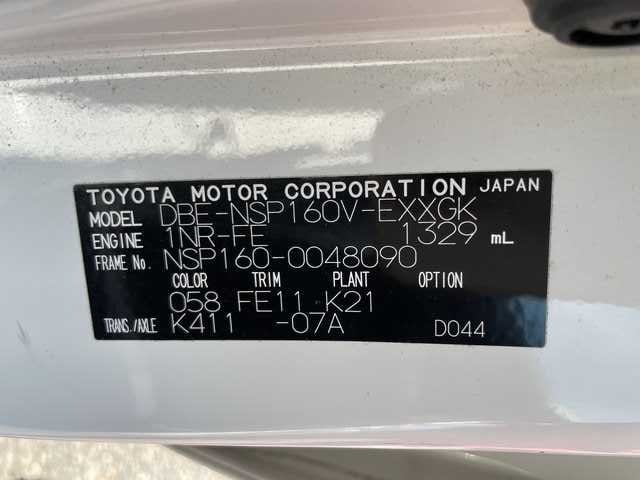 TOYOTA MOTOR CORPORATION JAPAN
MODEL DBE-NSP160V-EXXGK
ENGINE 1NR-FE 1329 mL
FRAME No. NSP160-0048090
COLOR TRIM PLANT OPTION
058 FE11 K21
TRANS./AXLE K411 -07A D044